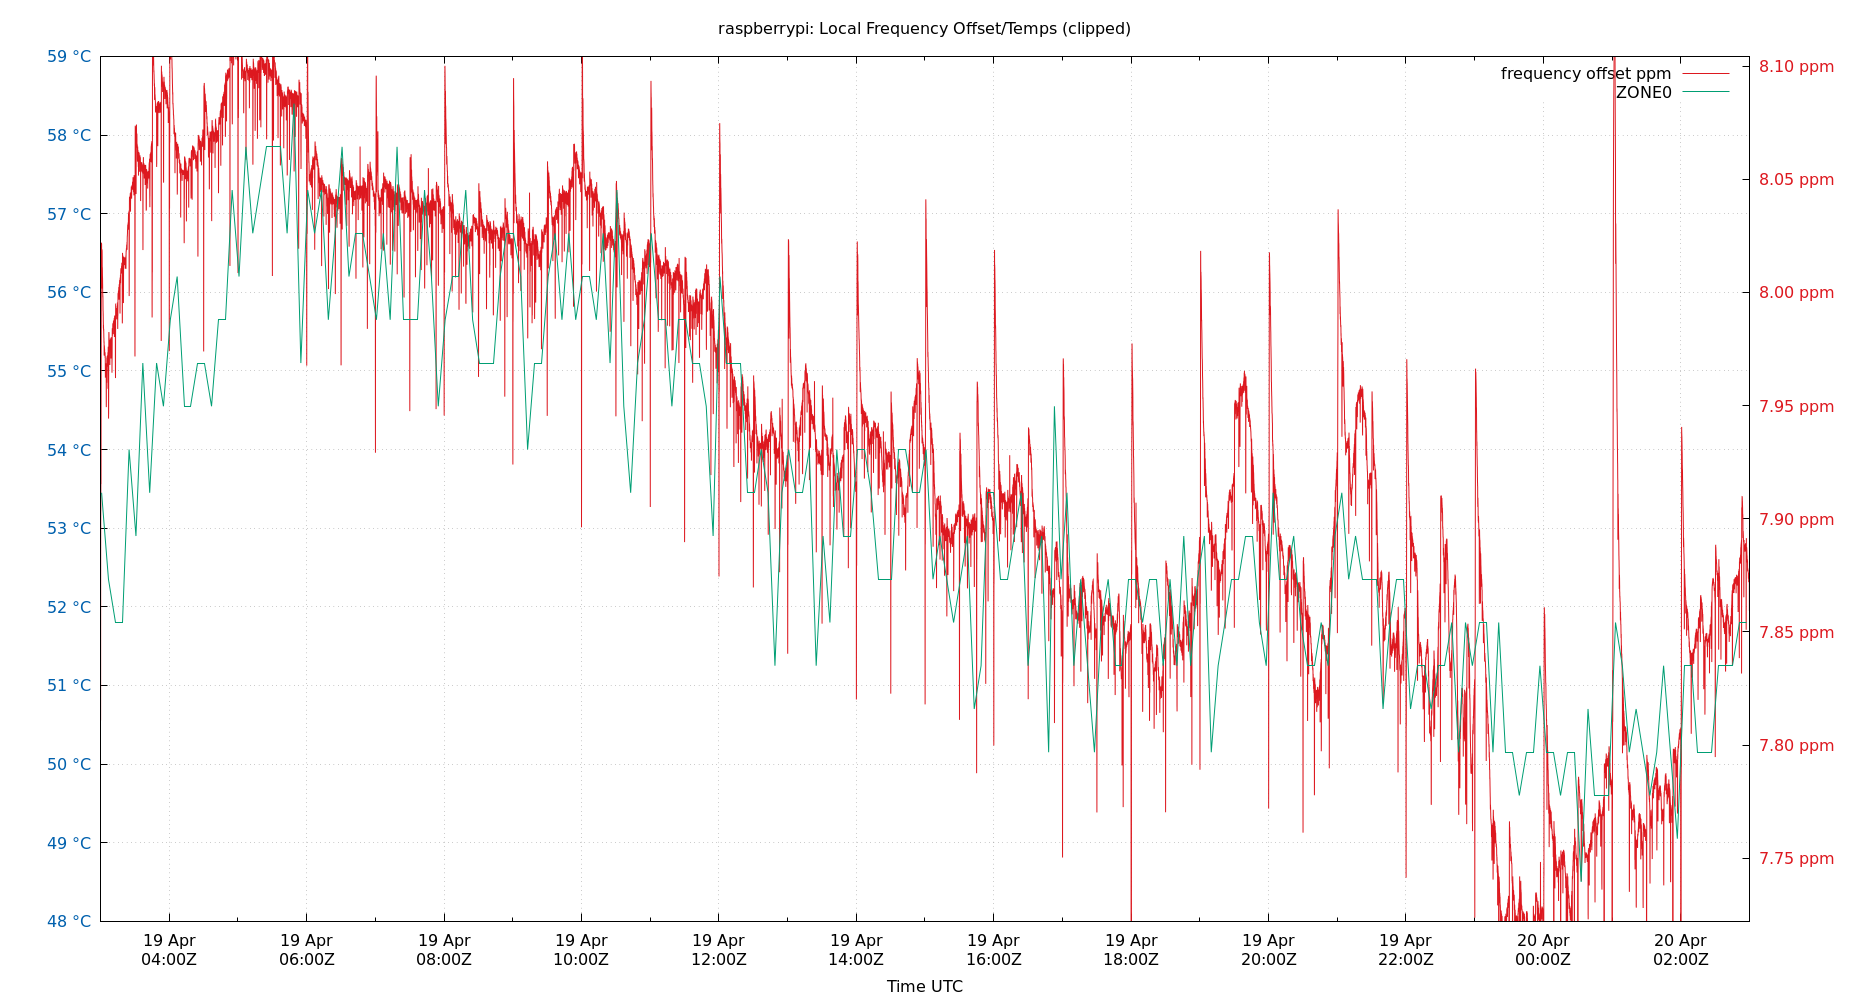 raspberrypi: Local Frequency Offset/Temps (clipped)
frequency offset ppm
ZONE0
59 °C
58 °C
57 °C
56 °C
55 °C
54 °C
53 °C
52 °C
51 °C
50 °C
49 °C
48 °C
8.10 ppm
8.05 ppm
8.00 ppm
7.95 ppm
7.90 ppm
7.85 ppm
7.80 ppm
7.75 ppm
19 Apr
04:00Z
19 Apr
06:00Z
19 Apr
08:00Z
19 Apr
10:00Z
19 Apr
12:00Z
19 Apr
14:00Z
19 Apr
16:00Z
19 Apr
18:00Z
19 Apr
20:00Z
19 Apr
22:00Z
20 Apr
00:00Z
20 Apr
02:00Z
Time UTC